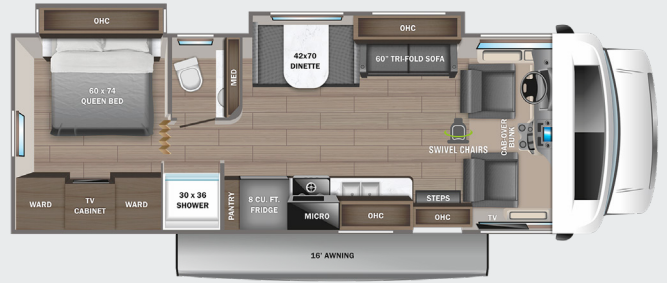 OHC
60 x 74
QUEEN BED
MED
42x70
DINETTE
OHC
60" TRI-FOLD SOFA
SWIVEL CHAIRS
CAB-OVER
BUNK
WARD
TV
CABINET
WARD
30 x 36
SHOWER
PANTRY
8 CU. FT.
FRIDGE
MICRO
OHC
STEPS
OHC
TV
16' AWNING